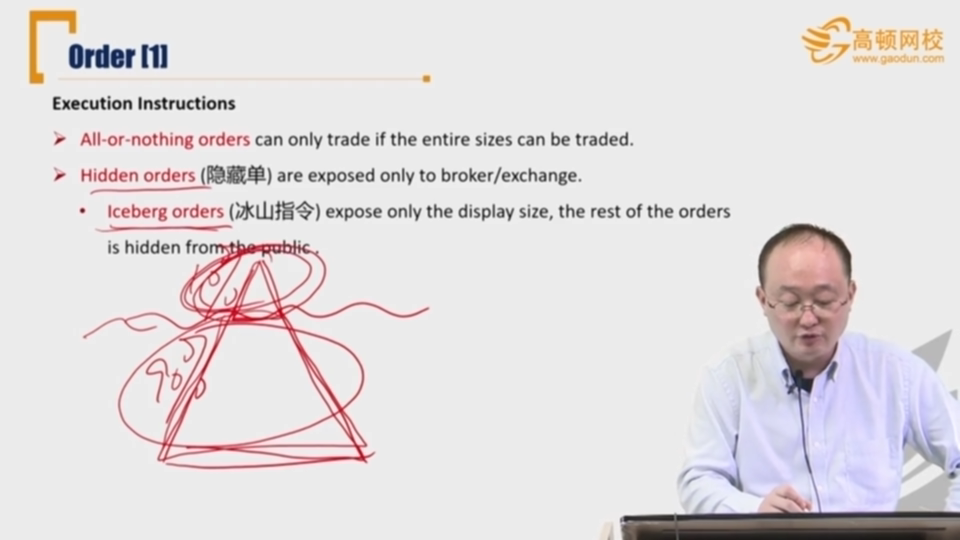 Order [1]
高顿网校
www.gaodun.com
Execution Instructions
All-or-nothing orders can only trade if the entire sizes can be traded.
Hidden orders (隐藏单) are exposed only to broker/exchange.
Iceberg orders (冰山指令) expose only the display size, the rest of the orders
is hidden from the public .